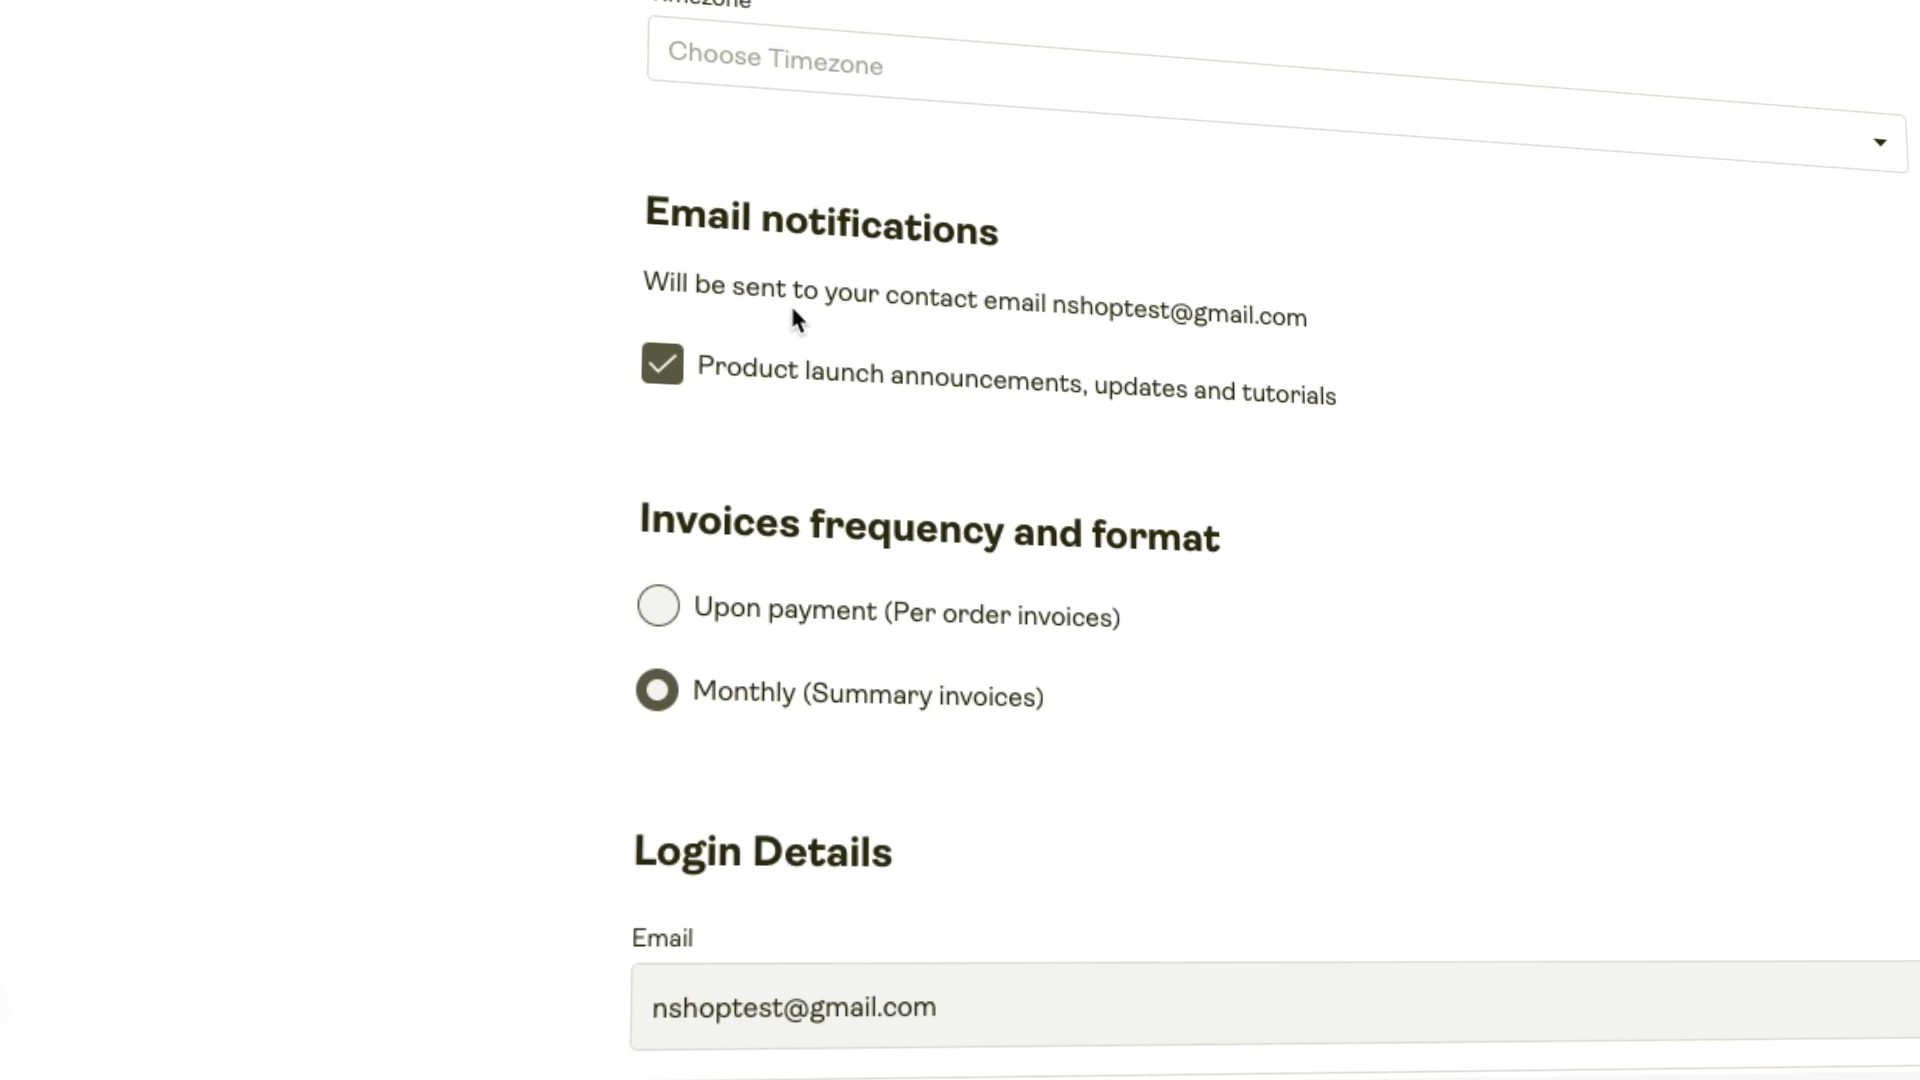 Timezone
Choose Timezone
Email notifications
Will be sent to your contact email nshoptest@gmail.com
Product launch announcements, updates and tutorials
Invoices frequency and format
Upon payment (Per order invoices)
Monthly (Summary invoices)
Login Details
Email
nshoptest@gmail.com